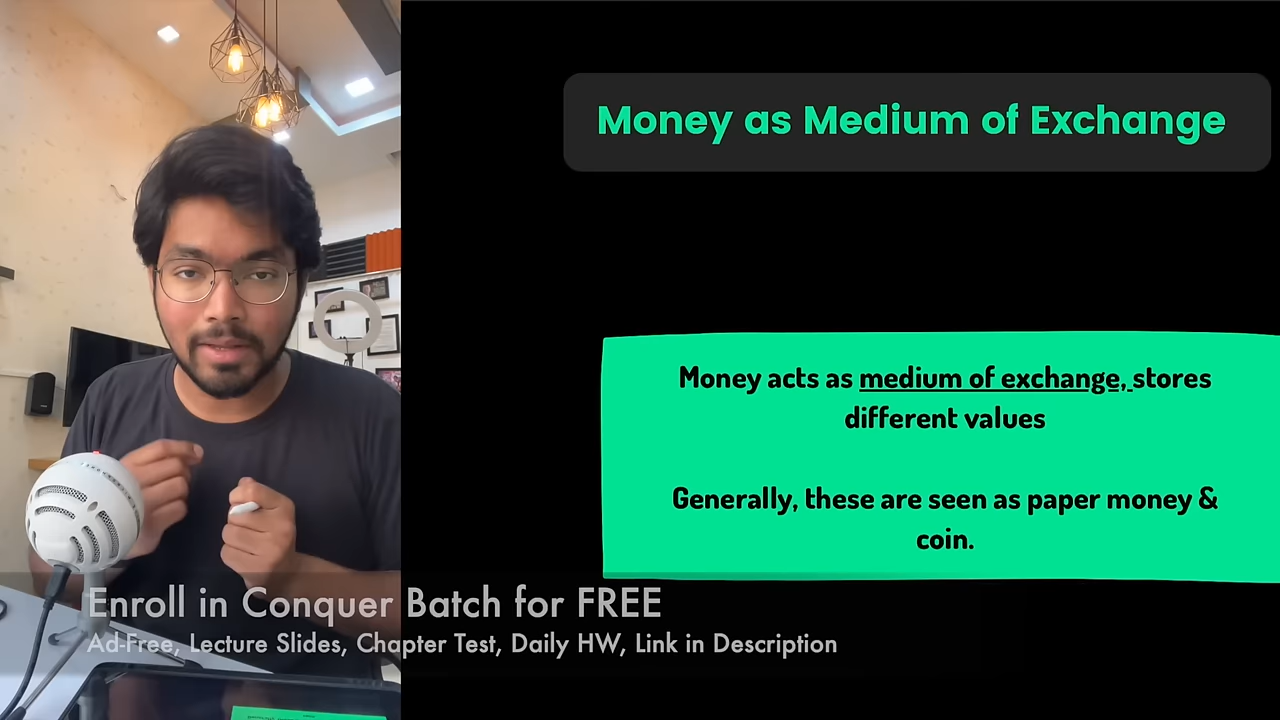 Money as Medium of Exchange
Money acts as medium of exchange, stores
different values
Generally, these are seen as paper money &
coin.
Enroll in Conquer Batch for FREE
Ad-Free, Lecture Slides, Chapter Test, Daily HW, Link in Description